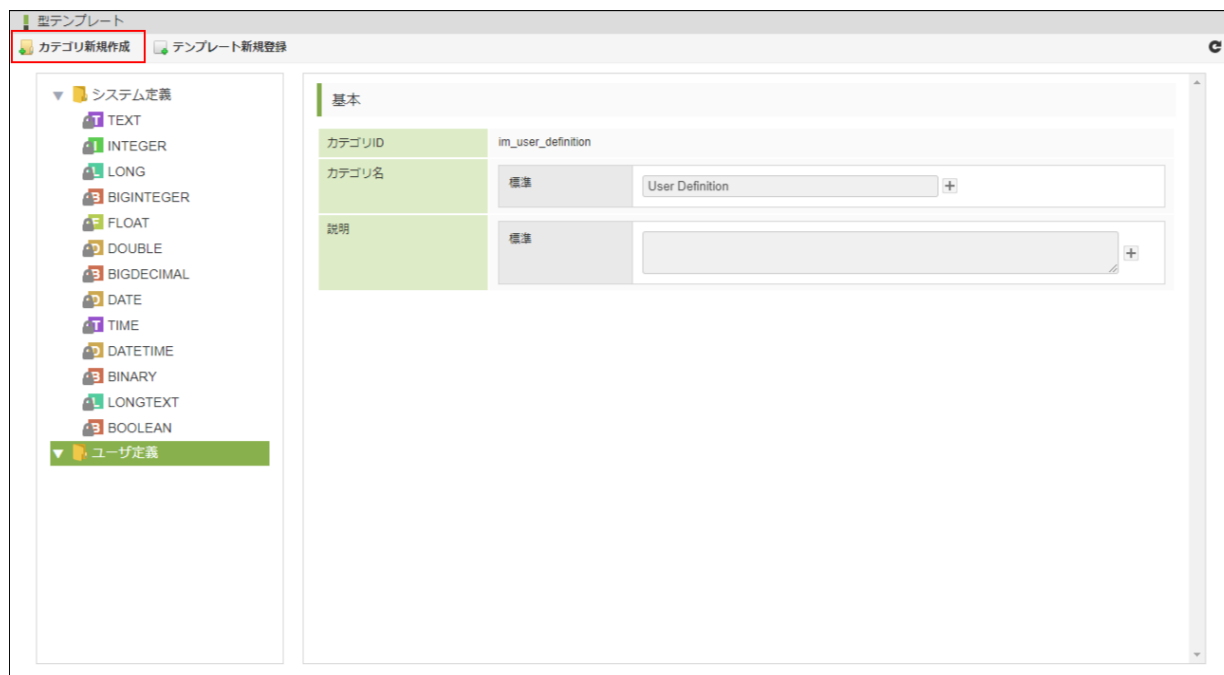 型テンプレート
カテゴリ新規作成 テンプレート新規登録
システム定義
TEXT
INTEGER
LONG
BIGINTEGER
FLOAT
DOUBLE
BIGDECIMAL
DATE
TIME
DATETIME
BINARY
LONGTEXT
BOOLEAN
ユーザ定義
基本
カテゴリID im_user_definition
カテゴリ名 標準 User Definition
説明 標準